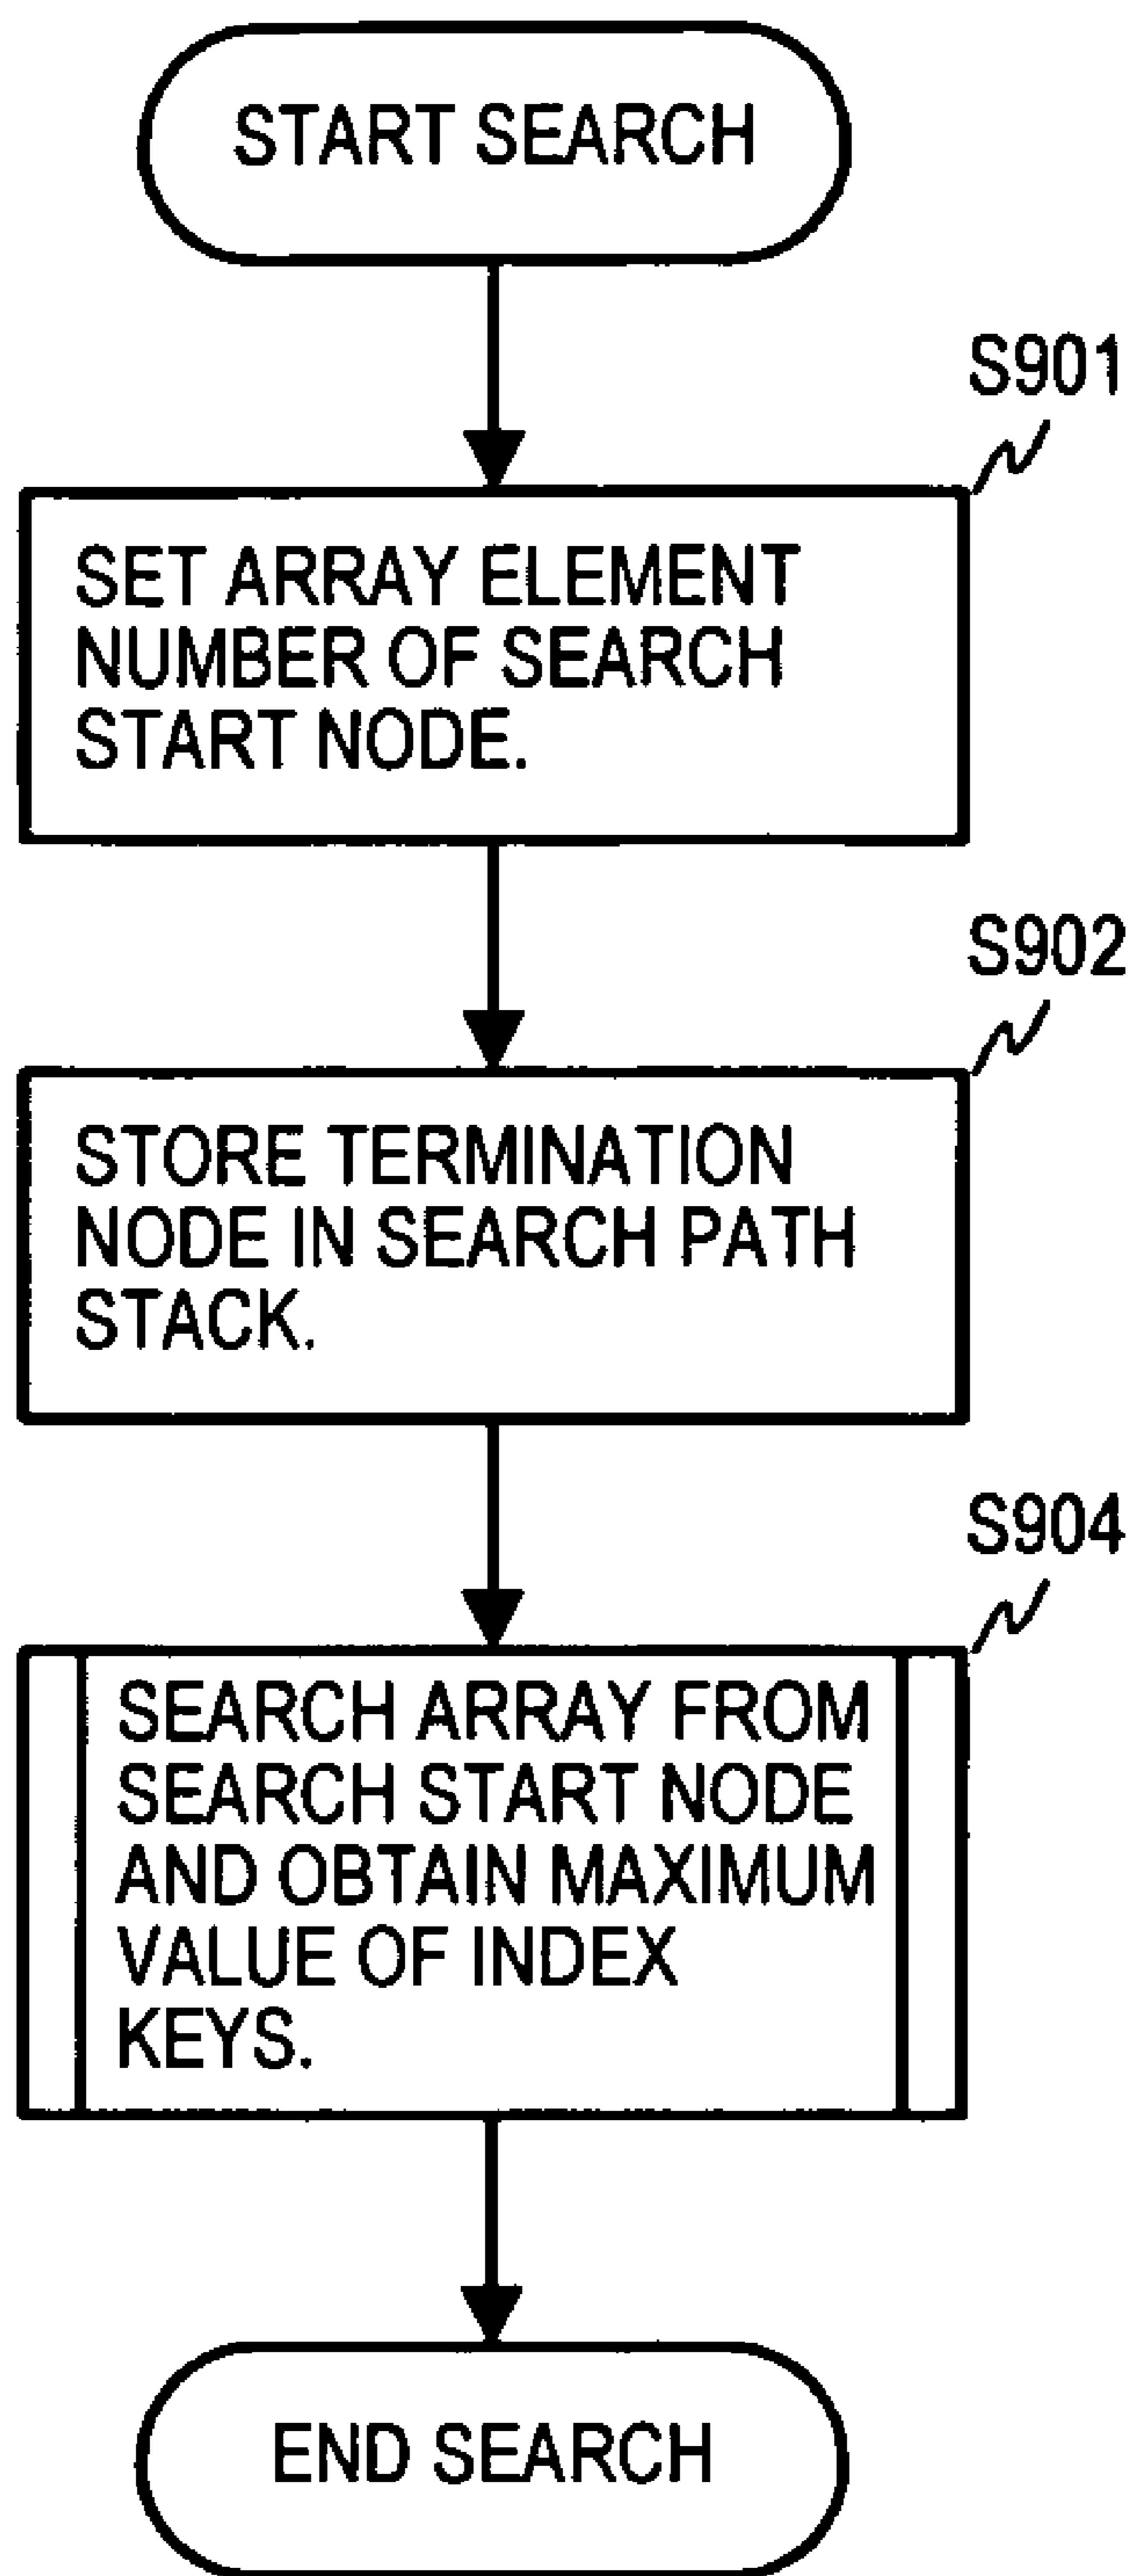 START SEARCH
S901
SET ARRAY ELEMENT
NUMBER OF SEARCH
START NODE.
S902
STORE TERMINATION
NODE IN SEARCH PATH
STACK.
S904
SEARCH ARRAY FROM
SEARCH START NODE
AND OBTAIN MAXIMUM
VALUE OF INDEX
KEYS.
END SEARCH